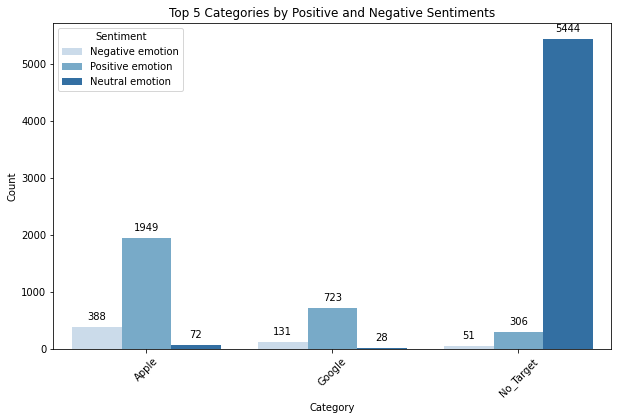 Top 5 Categories by Positive and Negative Sentiments
Sentiment
Negative emotion
Positive emotion
Neutral emotion
5444
5000
4000
3000
2000
1000
0
Count
388
1949
72
131
723
28
51
306
Apple
Google
No_Target
Category